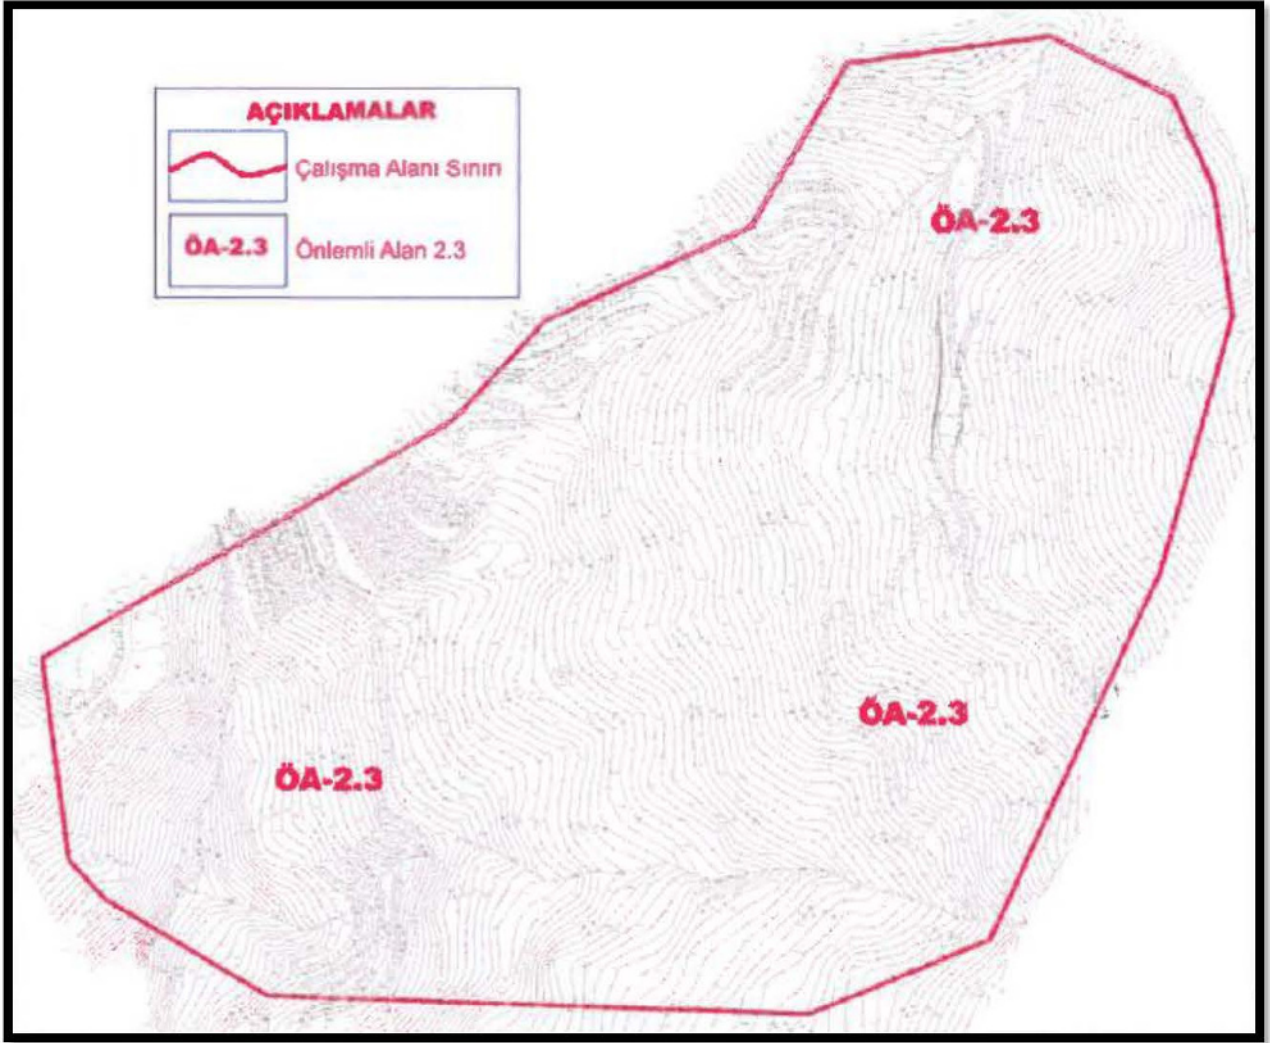 AÇIKLAMALAR
Çalışma Alanı Sınırı
ÖA-2.3 Önlemli Alan 2.3
ÖA-2.3
ÖA-2.3
ÖA-2.3